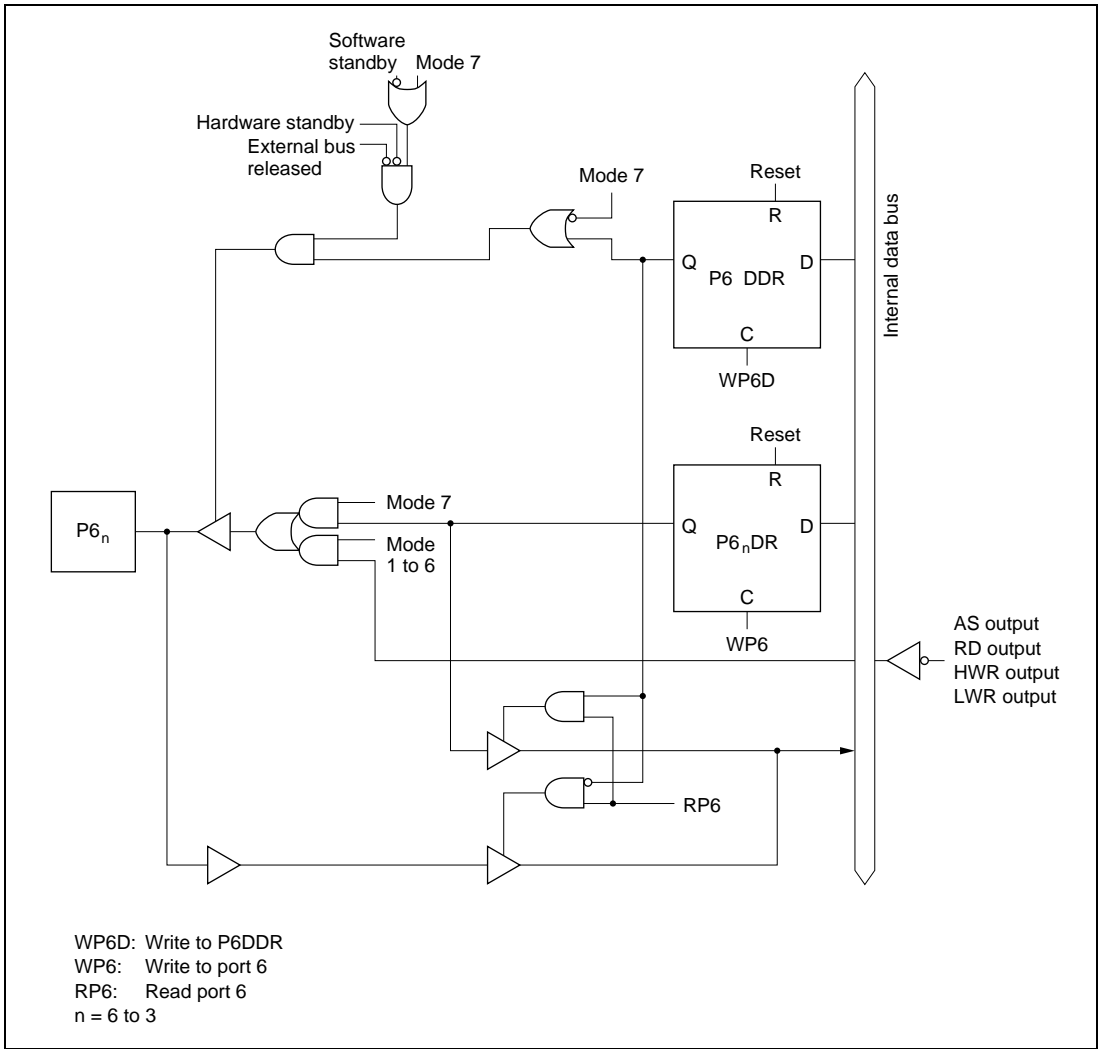 Software
standby Mode 7
Hardware standby
External bus
released
Mode 7
Reset
R
Q
D
P6 DDR
C
WP6D
Internal data bus
Reset
R
Mode 7
P6n
Q
D
P6nDR
Mode
1 to 6
C
WP6
AS output
RD output
HWR output
LWR output
RP6
WP6D: Write to P6DDR
WP6: Write to port 6
RP6: Read port 6
n = 6 to 3